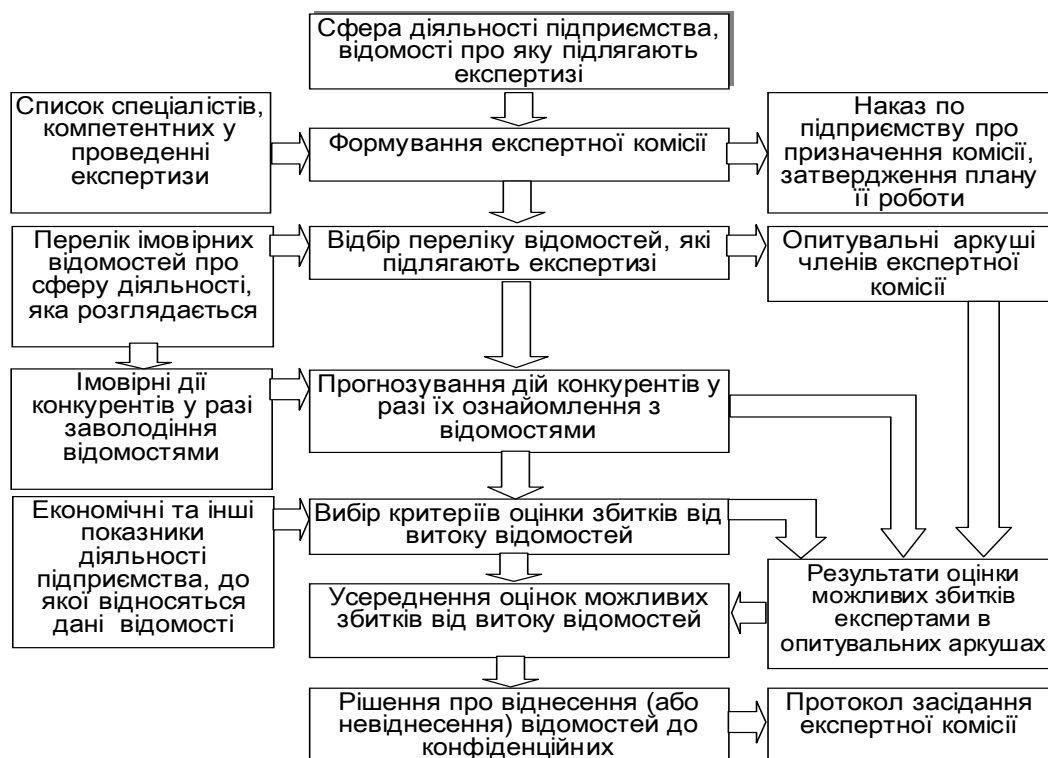 Сфера діяльності підприємства,
відомості про яку підлягають
експертизі
Список спеціалістів,
компетентних у
проведенні
експертизи
Формування експертної комісії
Наказ по
підприємству про
призначення комісії,
затвердження плану
її роботи
Перелік імовірних
відомостей про
сферу діяльності,
яка розглядається
Відбір переліку відомостей, які
підлягають експертизі
Опитувальні аркуші
членів експертної
комісії
Імовірні дії
конкурентів у разі
заволодіння
відомостями
Прогнозування дій конкурентів у
разі їх ознайомлення з
відомостями
Економічні та інші
показники
діяльності
підприємства, до
якої відносяться
дані відомості
Вибір критеріїв оцінки збитків від
витоку відомостей
Усереднення оцінок можливих
збитків від витоку відомостей
Результати оцінки
можливих збитків
експертами в
опитувальних аркушах
Рішення про віднесення (або
невіднесення) відомостей до
конфіденційних
Протокол засідання
експертної комісії